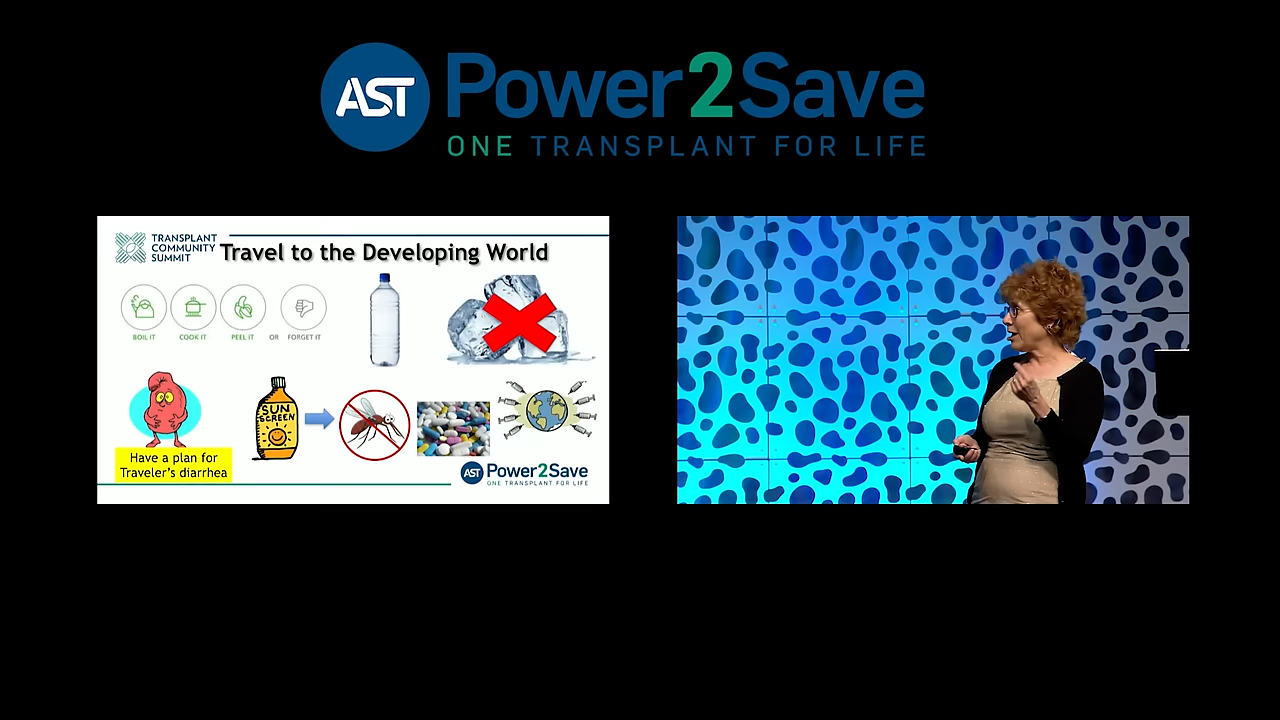 AST Power2Save
ONE TRANSPLANT FOR LIFE
TRANSPLANT
COMMUNITY
SUMMIT
Travel to the Developing World
BOIL IT COOK IT PEEL IT OR FORGET IT
SUN
SCREEN
Have a plan for
Traveler's diarrhea
AST Power2Save
ONE TRANSPLANT FOR LIFE